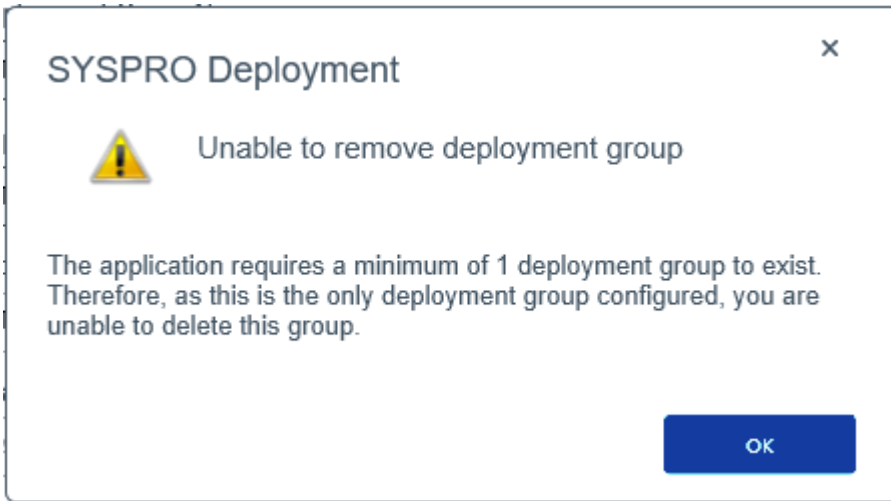 SYSPRO Deployment
Unable to remove deployment group
The application requires a minimum of 1 deployment group to exist.
Therefore, as this is the only deployment group configured, you are
unable to delete this group.
OK